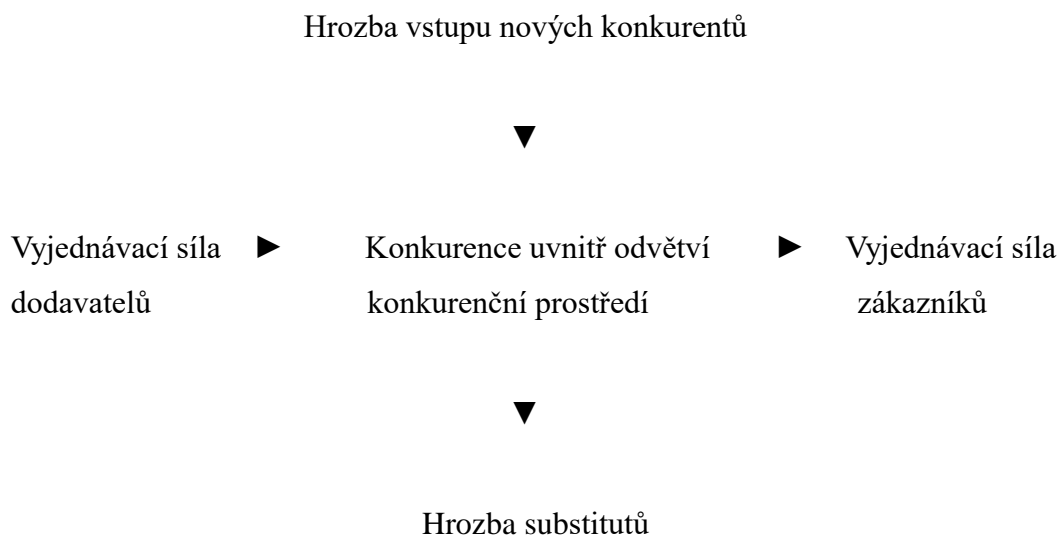 Hrozba vstupu nových konkurentů
▼
Vyjednávací síla ► Konkurence uvnitř odvětví ► Vyjednávací síla
dodavatelů konkurenční prostředí zákazníků
▼
Hrozba substitutů